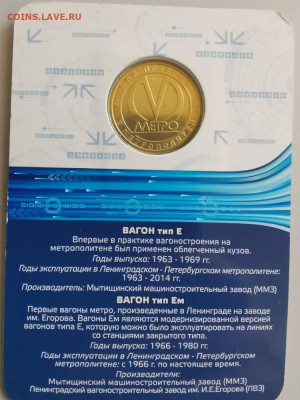 COINS.LAVE.RU
МЕТРО
ВАГОН тип Е
Впервые в практике вагоностроения на
метрополитене был применен облегченный кузов.
Годы выпуска: 1963 - 1969 гг.
Годы эксплуатации в Ленинградском - Петербургском метрополитене:
1963 - 2014 гг.
Производитель: Мытищинский машиностроительный завод (ММЗ)
ВАГОН тип Ем
Первые вагоны метро, произведенные в Ленинграде на заводе
им. Егорова. Вагоны Ем являются модернизированной версией
вагонов типа Е, которую можно было эксплуатировать на линиях
со станциями закрытого типа.
Годы выпуска: 1966 - 1980 гг.
Годы эксплуатации в Ленинградском - Петербургском
метрополитене: с 1966 г. по настоящее время.
Производители:
Мытищинский машиностроительный завод (ММЗ)
Ленинградский вагоностроительный завод им. И.Е.Егорова (ЛВЗ)